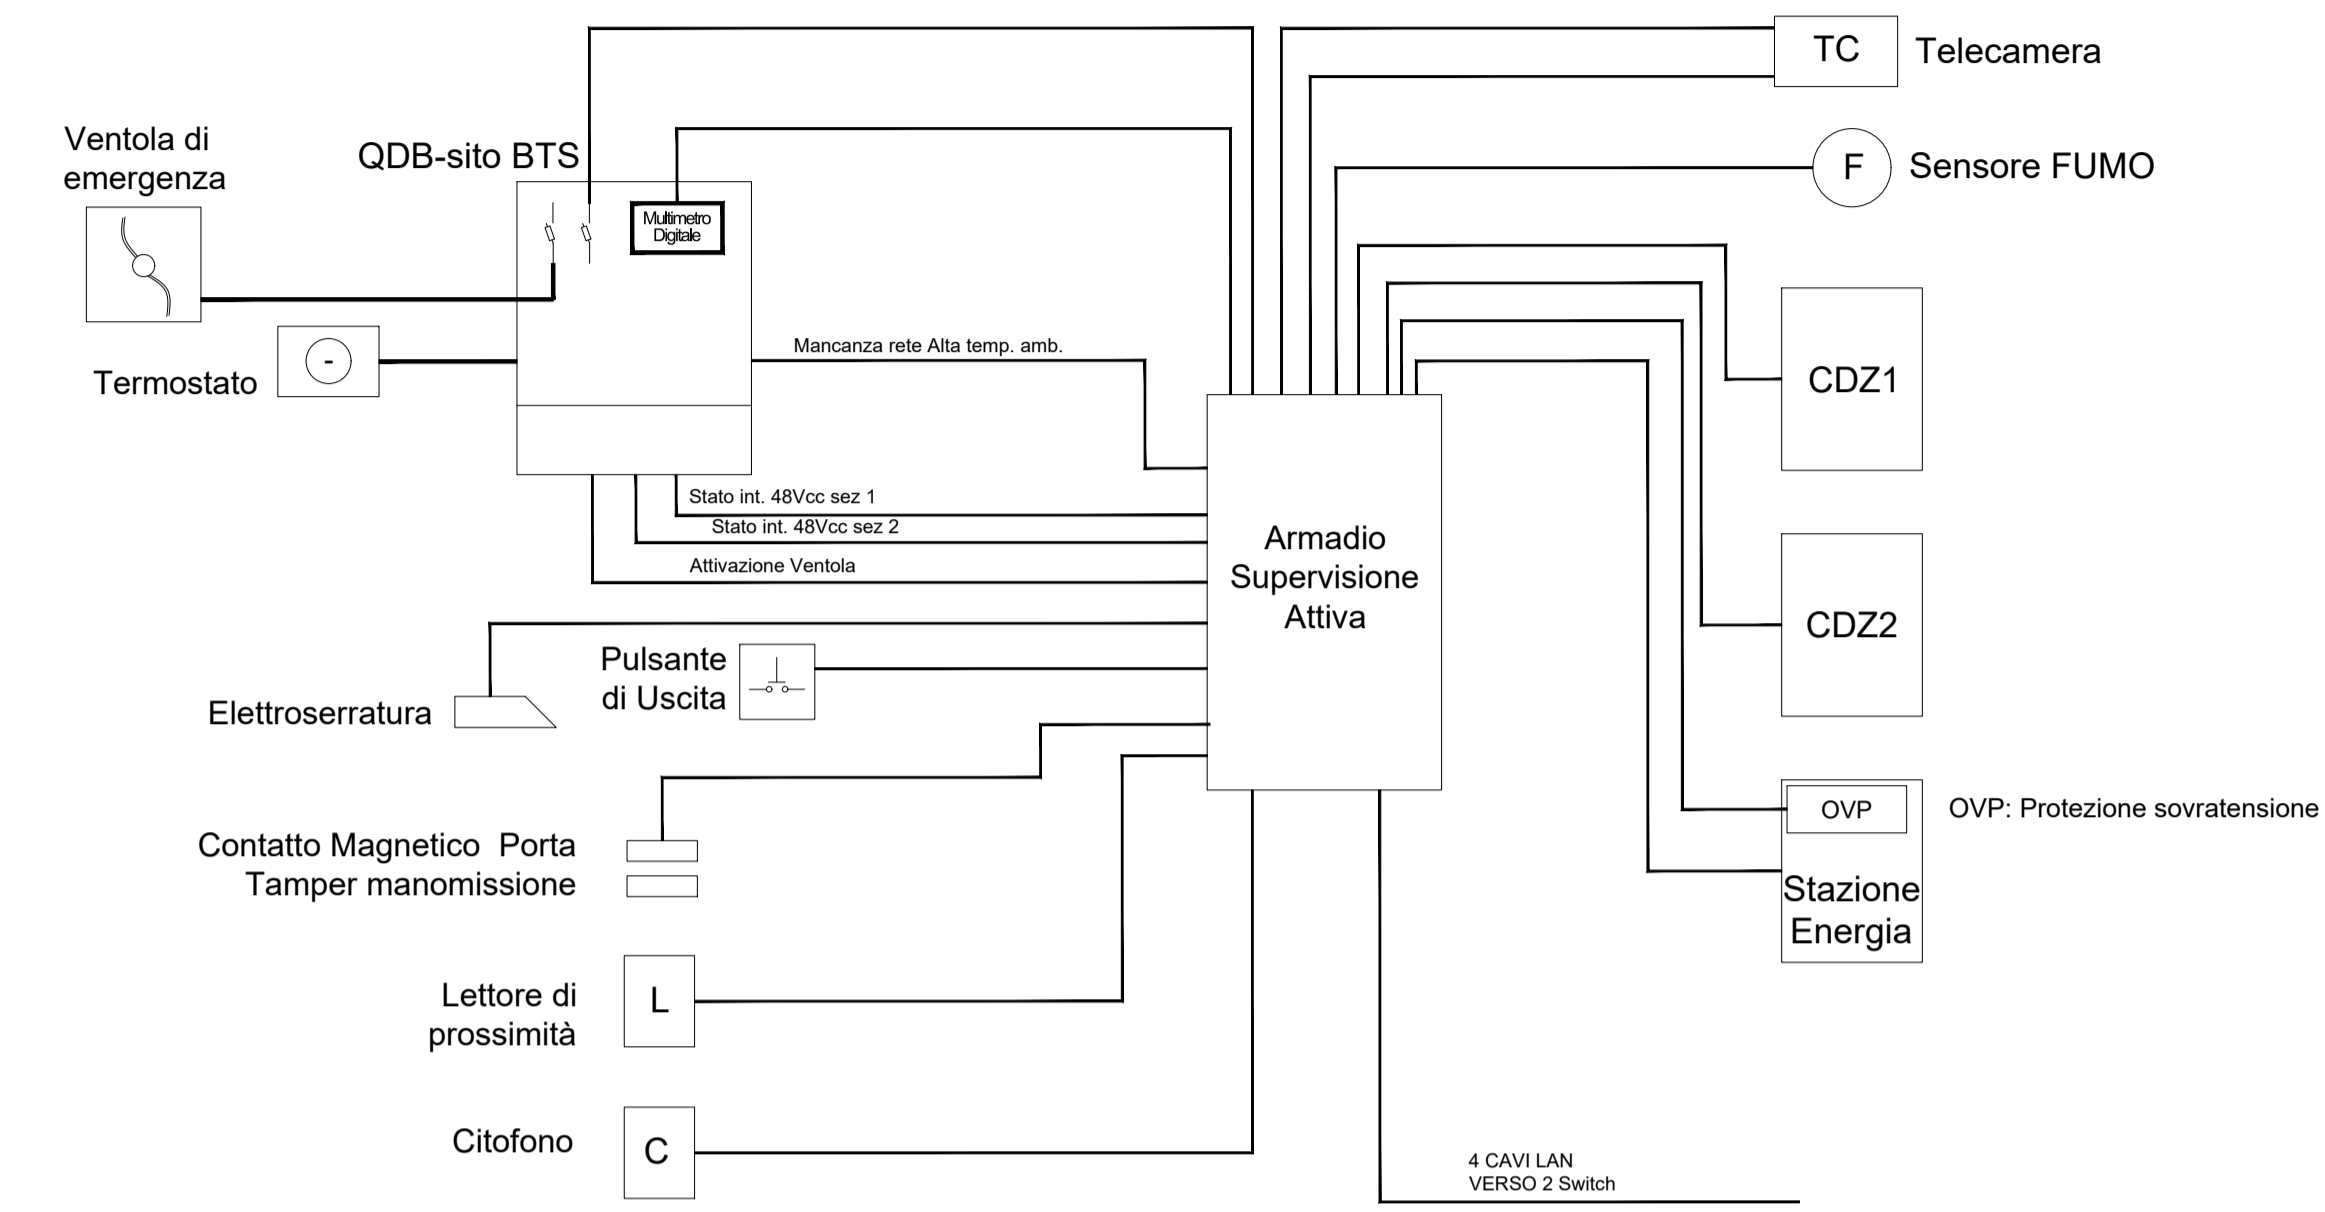 TC
Telecamera
Ventola di
emergenza
QDB-sito BTS
F
Sensore FUMO
Multimetro
Digitale
Mancanza rete Alta temp. amb.
-
Termostato
CDZ1
Stato int. 48Vcc sez 1
Stato int. 48Vcc sez 2
Attivazione Ventola
Armadio
Supervisione
Attiva
CDZ2
Pulsante
di Uscita
Elettroserratura
OVP
OVP: Protezione sovratensione
Stazione
Energia
Contatto Magnetico  Porta
Tamper manomissione
Lettore di
prossimità
L
Citofono
C
4 CAVI LAN
VERSO 2 Switch